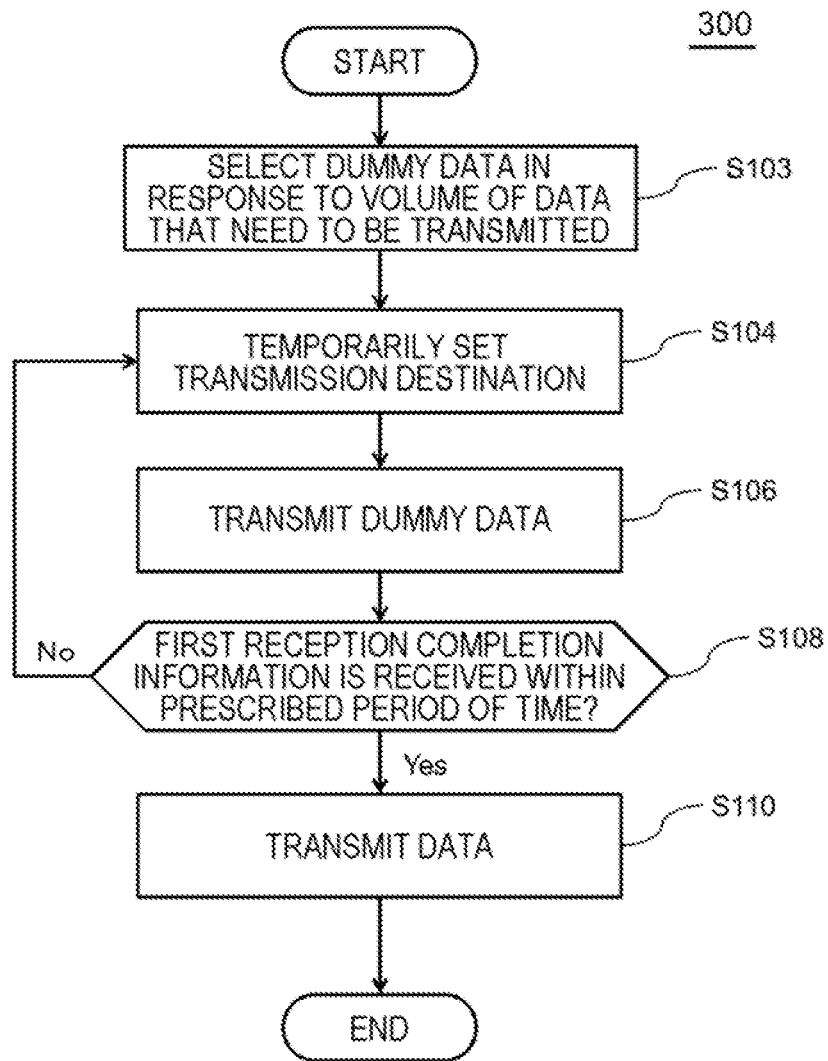 300
START
SELECT DUMMY DATA IN
RESPONSE TO VOLUME OF DATA
THAT NEED TO BE TRANSMITTED
S103
TEMPORARILY SET
TRANSMISSION DESTINATION
S104
TRANSMIT DUMMY DATA
S106
FIRST RECEPTION COMPLETION
INFORMATION IS RECEIVED WITHIN
PRESCRIBED PERIOD OF TIME?
S108
No
Yes
TRANSMIT DATA
S110
END